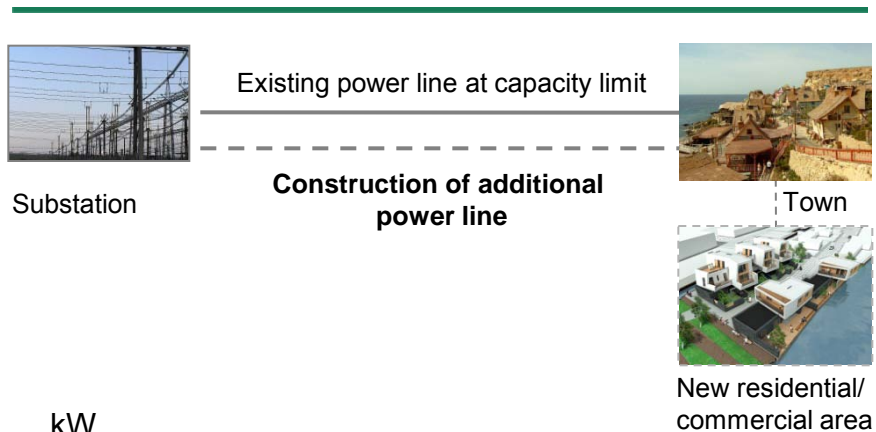 Existing power line at capacity limit
Substation
Construction of additional
power line
Town
New residential/
commercial area
kW